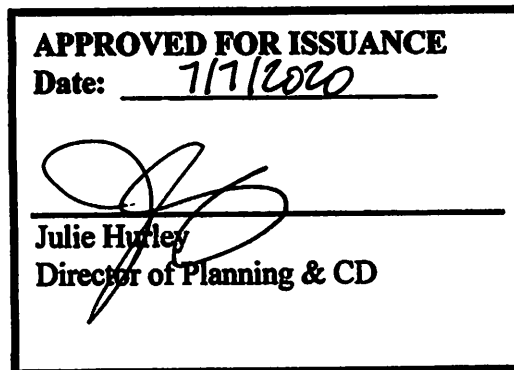 APPROVED FOR ISSUANCE
Date: 7/7/2020
Julie Hurley
Director of Planning & CD